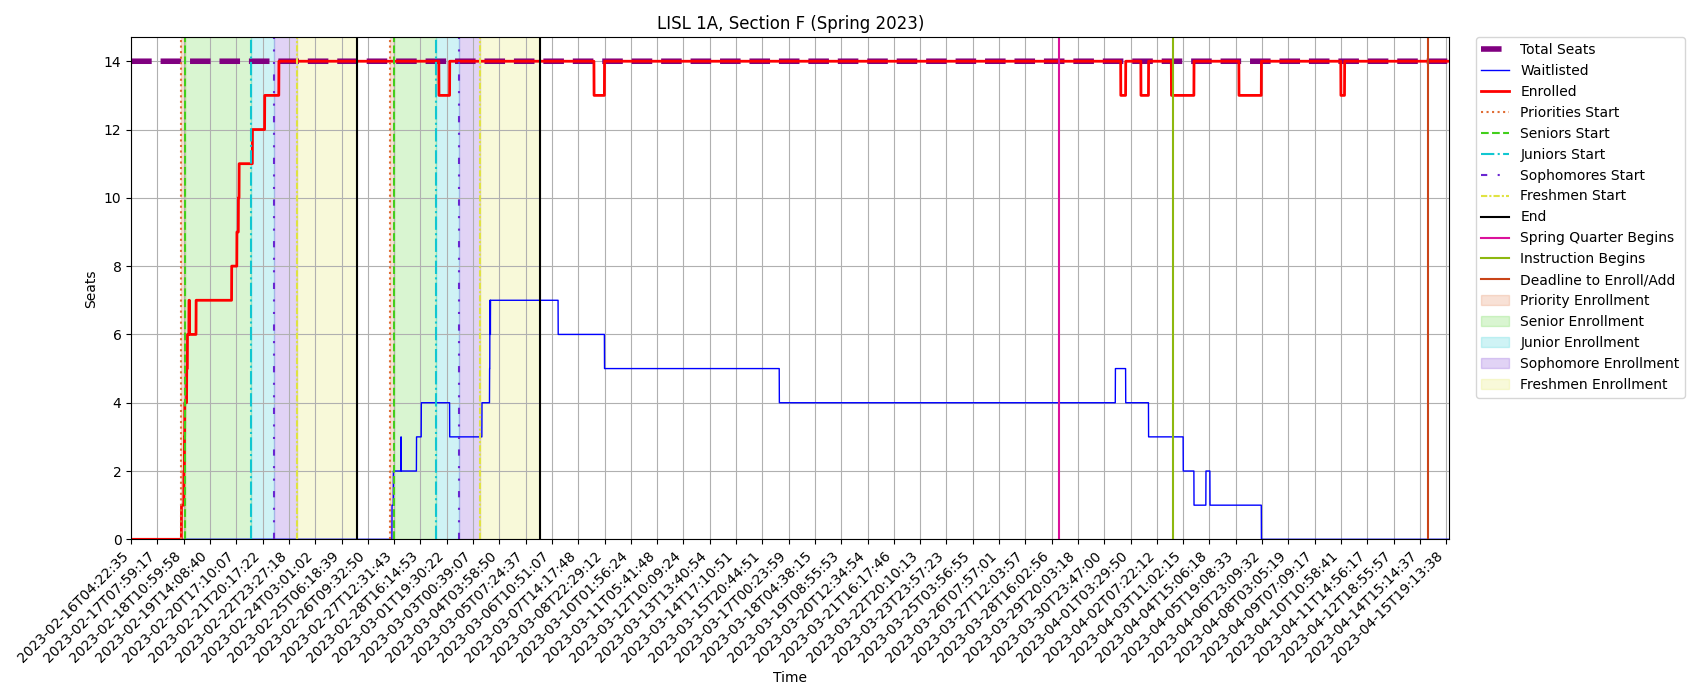 LISL 1A, Section F (Spring 2023)
Seats
14
12
10
8
6
4
2
0
2023-02-16T04:22:35
2023-02-17T07:59:17
2023-02-18T10:59:58
2023-02-19T14:08:40
2023-02-20T17:10:07
2023-02-21T20:17:22
2023-02-22T23:27:18
2023-02-24T03:01:02
2023-02-25T06:18:39
2023-02-26T09:32:50
2023-02-27T12:31:43
2023-02-28T16:14:53
2023-03-01T19:30:22
2023-03-03T00:39:07
2023-03-04T03:58:50
2023-03-05T07:24:37
2023-03-06T10:51:07
2023-03-07T14:17:48
2023-03-08T22:29:12
2023-03-10T01:56:24
2023-03-11T05:41:48
2023-03-12T10:09:24
2023-03-13T13:40:54
2023-03-14T17:10:51
2023-03-15T20:44:51
2023-03-17T00:23:59
2023-03-18T04:38:15
2023-03-19T08:55:53
2023-03-20T12:34:54
2023-03-21T16:17:46
2023-03-22T20:10:13
2023-03-23T23:57:23
2023-03-25T03:56:55
2023-03-26T07:57:01
2023-03-27T12:03:57
2023-03-28T16:02:56
2023-03-29T20:03:18
2023-03-30T23:47:00
2023-04-01T03:29:50
2023-04-02T07:22:12
2023-04-03T11:02:15
2023-04-04T15:06:18
2023-04-05T19:08:33
2023-04-06T23:09:32
2023-04-08T03:05:19
2023-04-09T07:09:17
2023-04-10T10:58:41
2023-04-11T14:56:17
2023-04-12T18:55:57
2023-04-14T15:14:37
2023-04-15T19:13:38
Time
Total Seats
Waitlisted
Enrolled
Priorities Start
Seniors Start
Juniors Start
Sophomores Start
Freshmen Start
End
Spring Quarter Begins
Instruction Begins
Deadline to Enroll/Add
Priority Enrollment
Senior Enrollment
Junior Enrollment
Sophomore Enrollment
Freshmen Enrollment